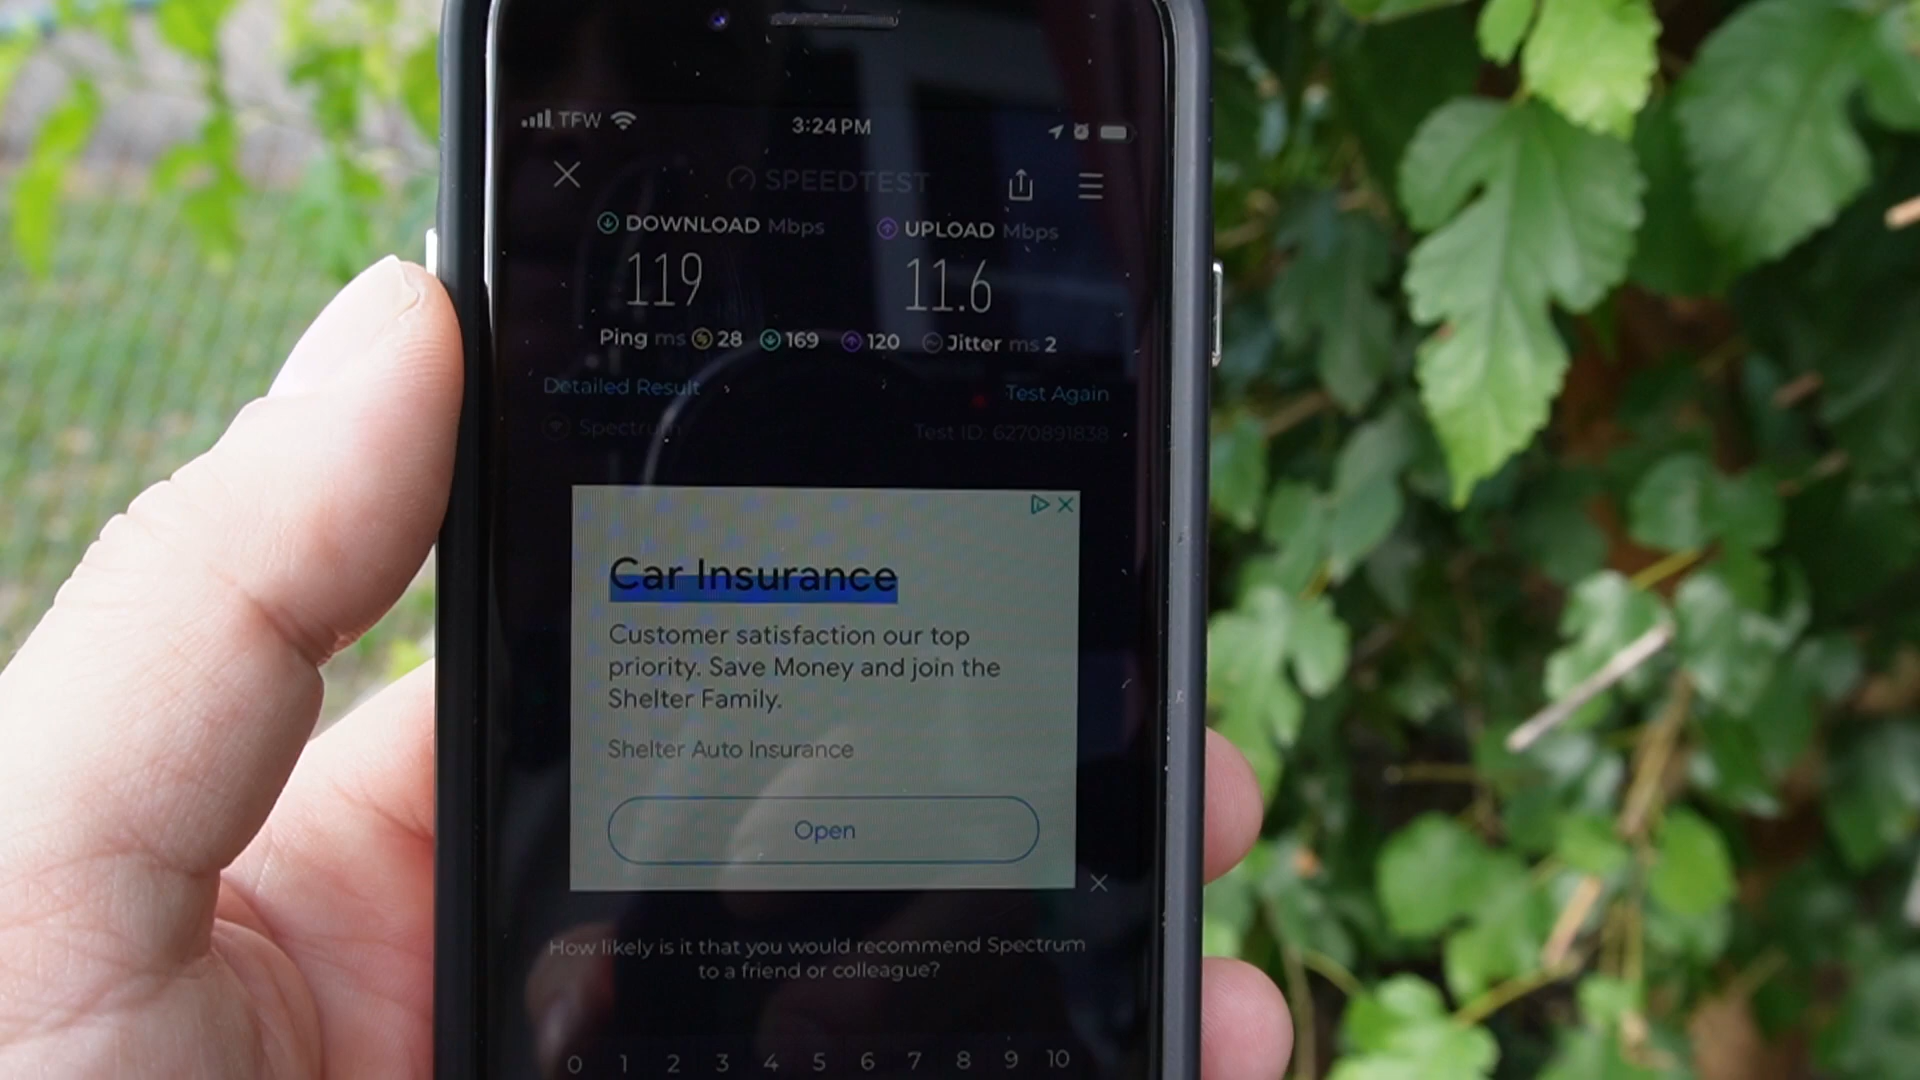 TFW
3:24 PM
SPEEDTEST
DOWNLOAD Mbps
UPLOAD Mbps
119
11.6
Ping ms 28 169 120 Jitter ms 2
Detailed Result
Test Again
Spectrum
Test ID: 6270891838
Car Insurance
Customer satisfaction our top
priority. Save Money and join the
Shelter Family.
Shelter Auto Insurance
Open
How likely is it that you would recommend Spectrum
to a friend or colleague?
0 1 2 3 4 5 6 7 8 9 10